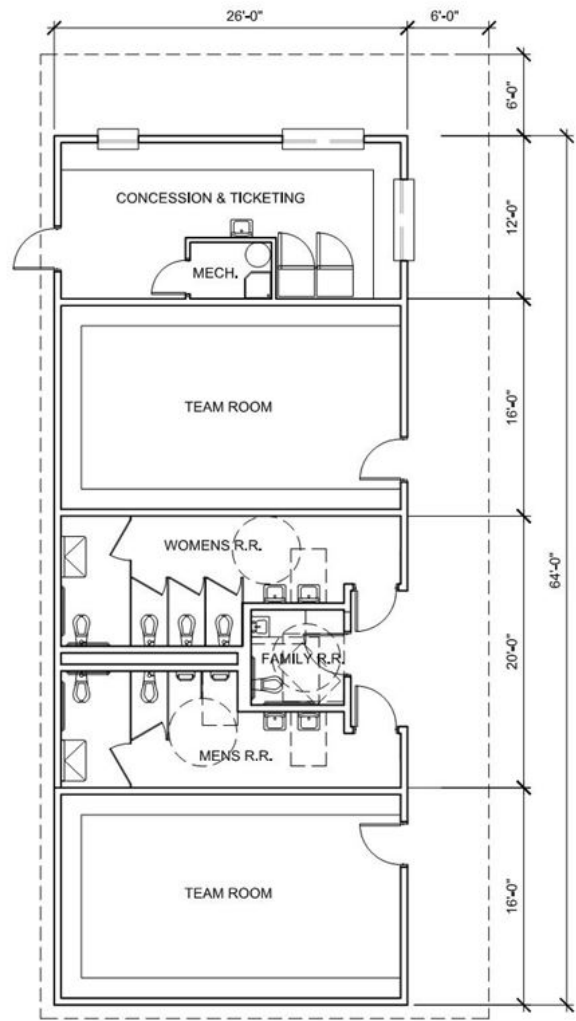 26'-0"
6'-0"
6'-0"
CONCESSION & TICKETING
12'-0"
MECH.
TEAM ROOM
16'-0"
WOMENS R.R.
64'-0"
FAMILY R.R.
20'-0"
MENS R.R.
TEAM ROOM
16'-0"